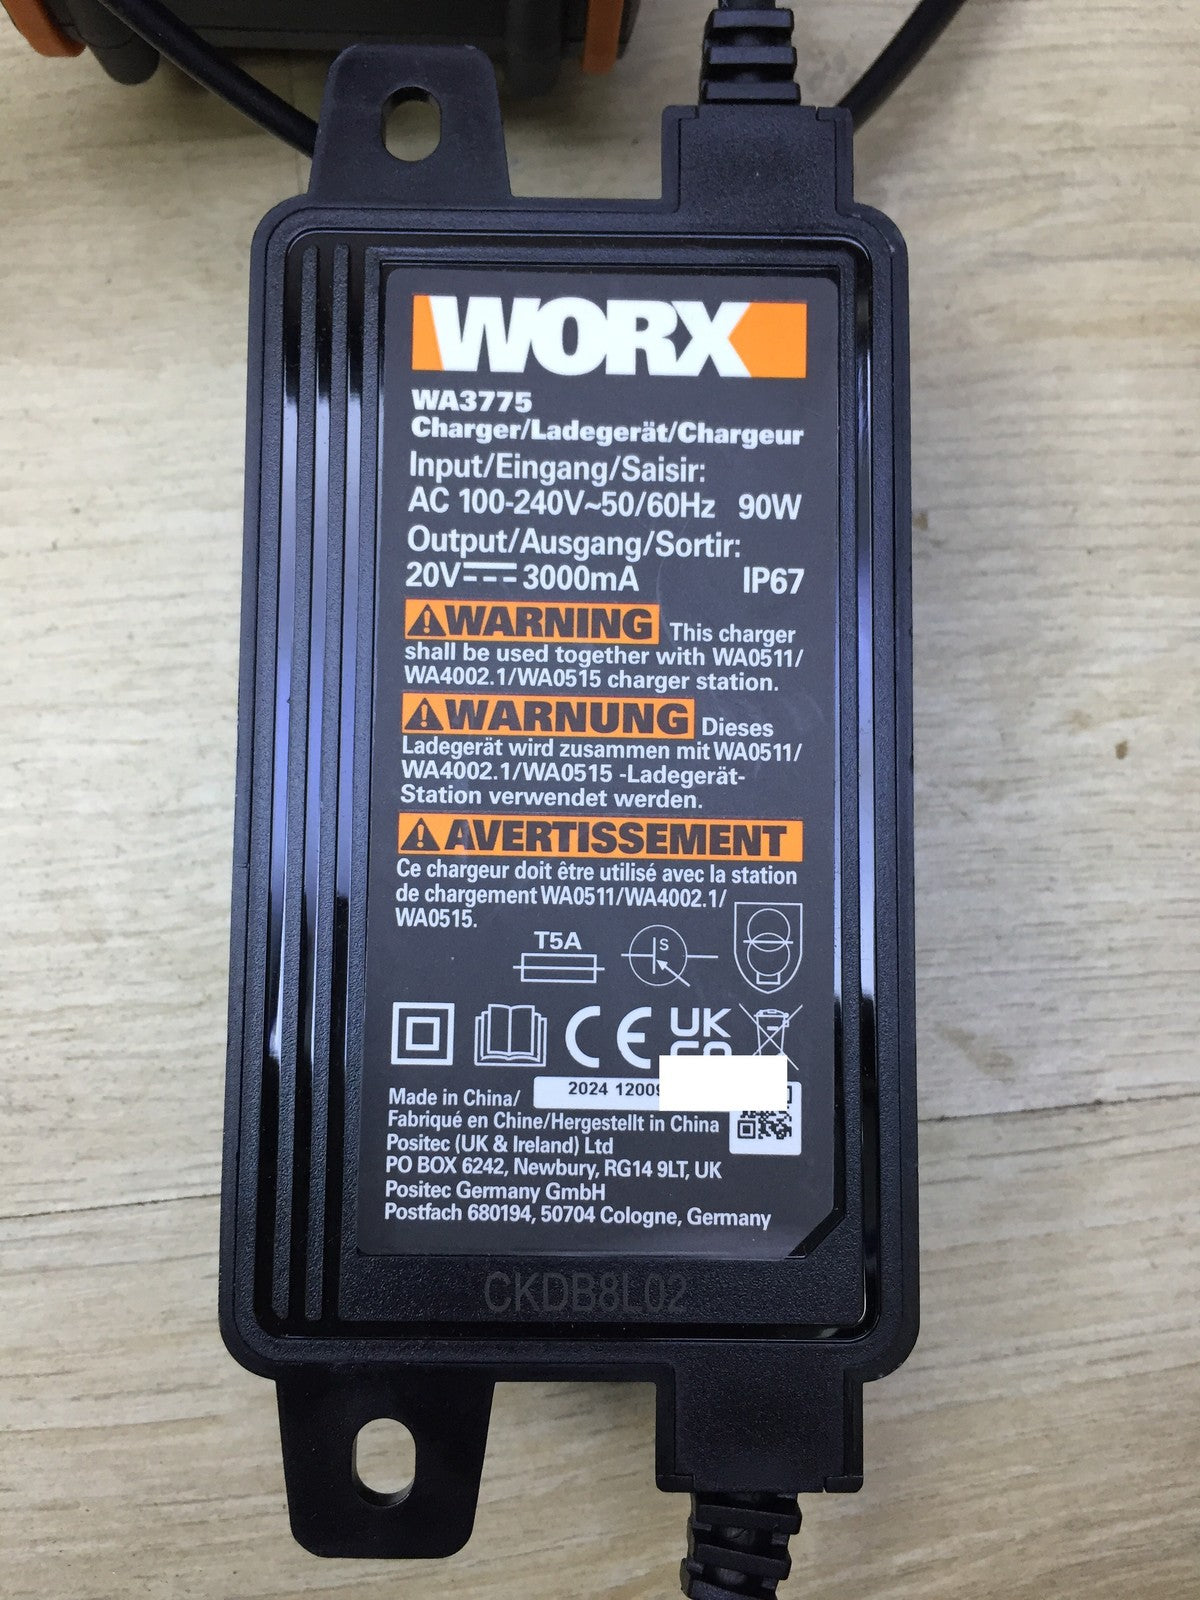 WORX
WA3775
Charger/Ladegerät/Chargeur
Input/Eingang/Saisir:
AC 100-240V~50/60Hz 90W
Output/Ausgang/Sortir:
20V⎓3000mA IP67
⚠WARNING This charger
shall be used together with WA0511/
WA4002.1/WA0515 charger station.
⚠WARNUNG Dieses
Ladegerät wird zusammen mit WA0511/
WA4002.1/WA0515 -Ladegerät-
Station verwendet werden.
⚠AVERTISSEMENT
Ce chargeur doit être utilisé avec la station
de chargement WA0511/WA4002.1/
WA0515.
T5A
S
CE UK
2024 12009
Made in China/
Fabriqué en Chine/Hergestellt in China
Positec (UK & Ireland) Ltd
PO BOX 6242, Newbury, RG14 9LT, UK
Positec Germany GmbH
Postfach 680194, 50704 Cologne, Germany
CKDB8L02